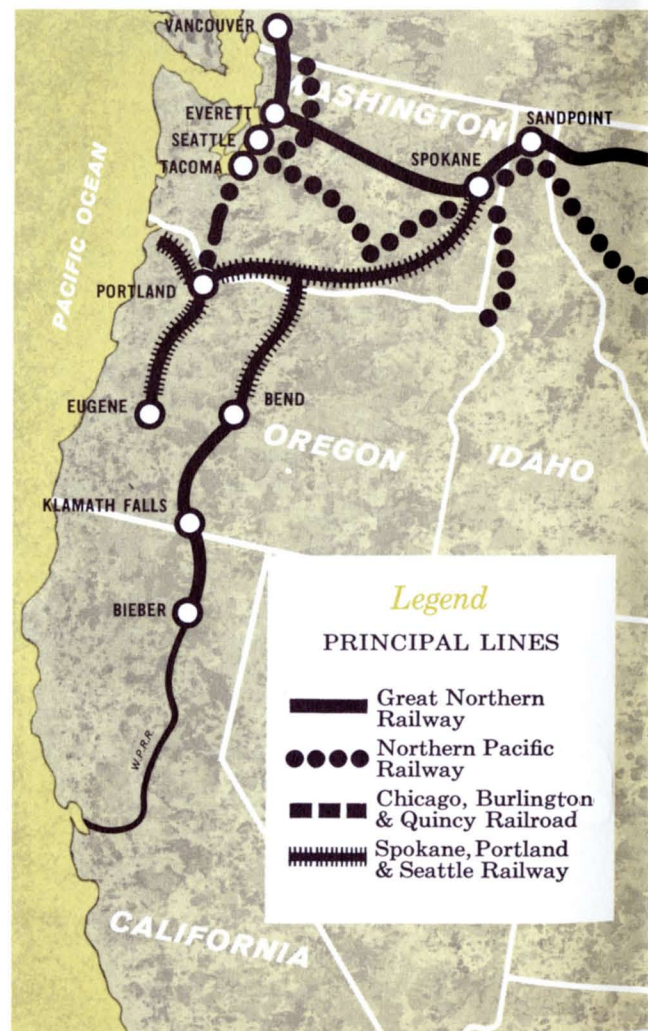 VANCOUVER
WASHINGTON
EVERETT
SANDPOINT
SEATTLE
SPOKANE
TACOMA
PACIFIC OCEAN
PORTLAND
EUGENE
BEND
OREGON
IDAHO
KLAMATH FALLS
BIEBER
W.P.R.R.
CALIFORNIA
Legend
PRINCIPAL LINES
Great Northern
Railway
Northern Pacific
Railway
Chicago, Burlington
& Quincy Railroad
Spokane, Portland
& Seattle Railway